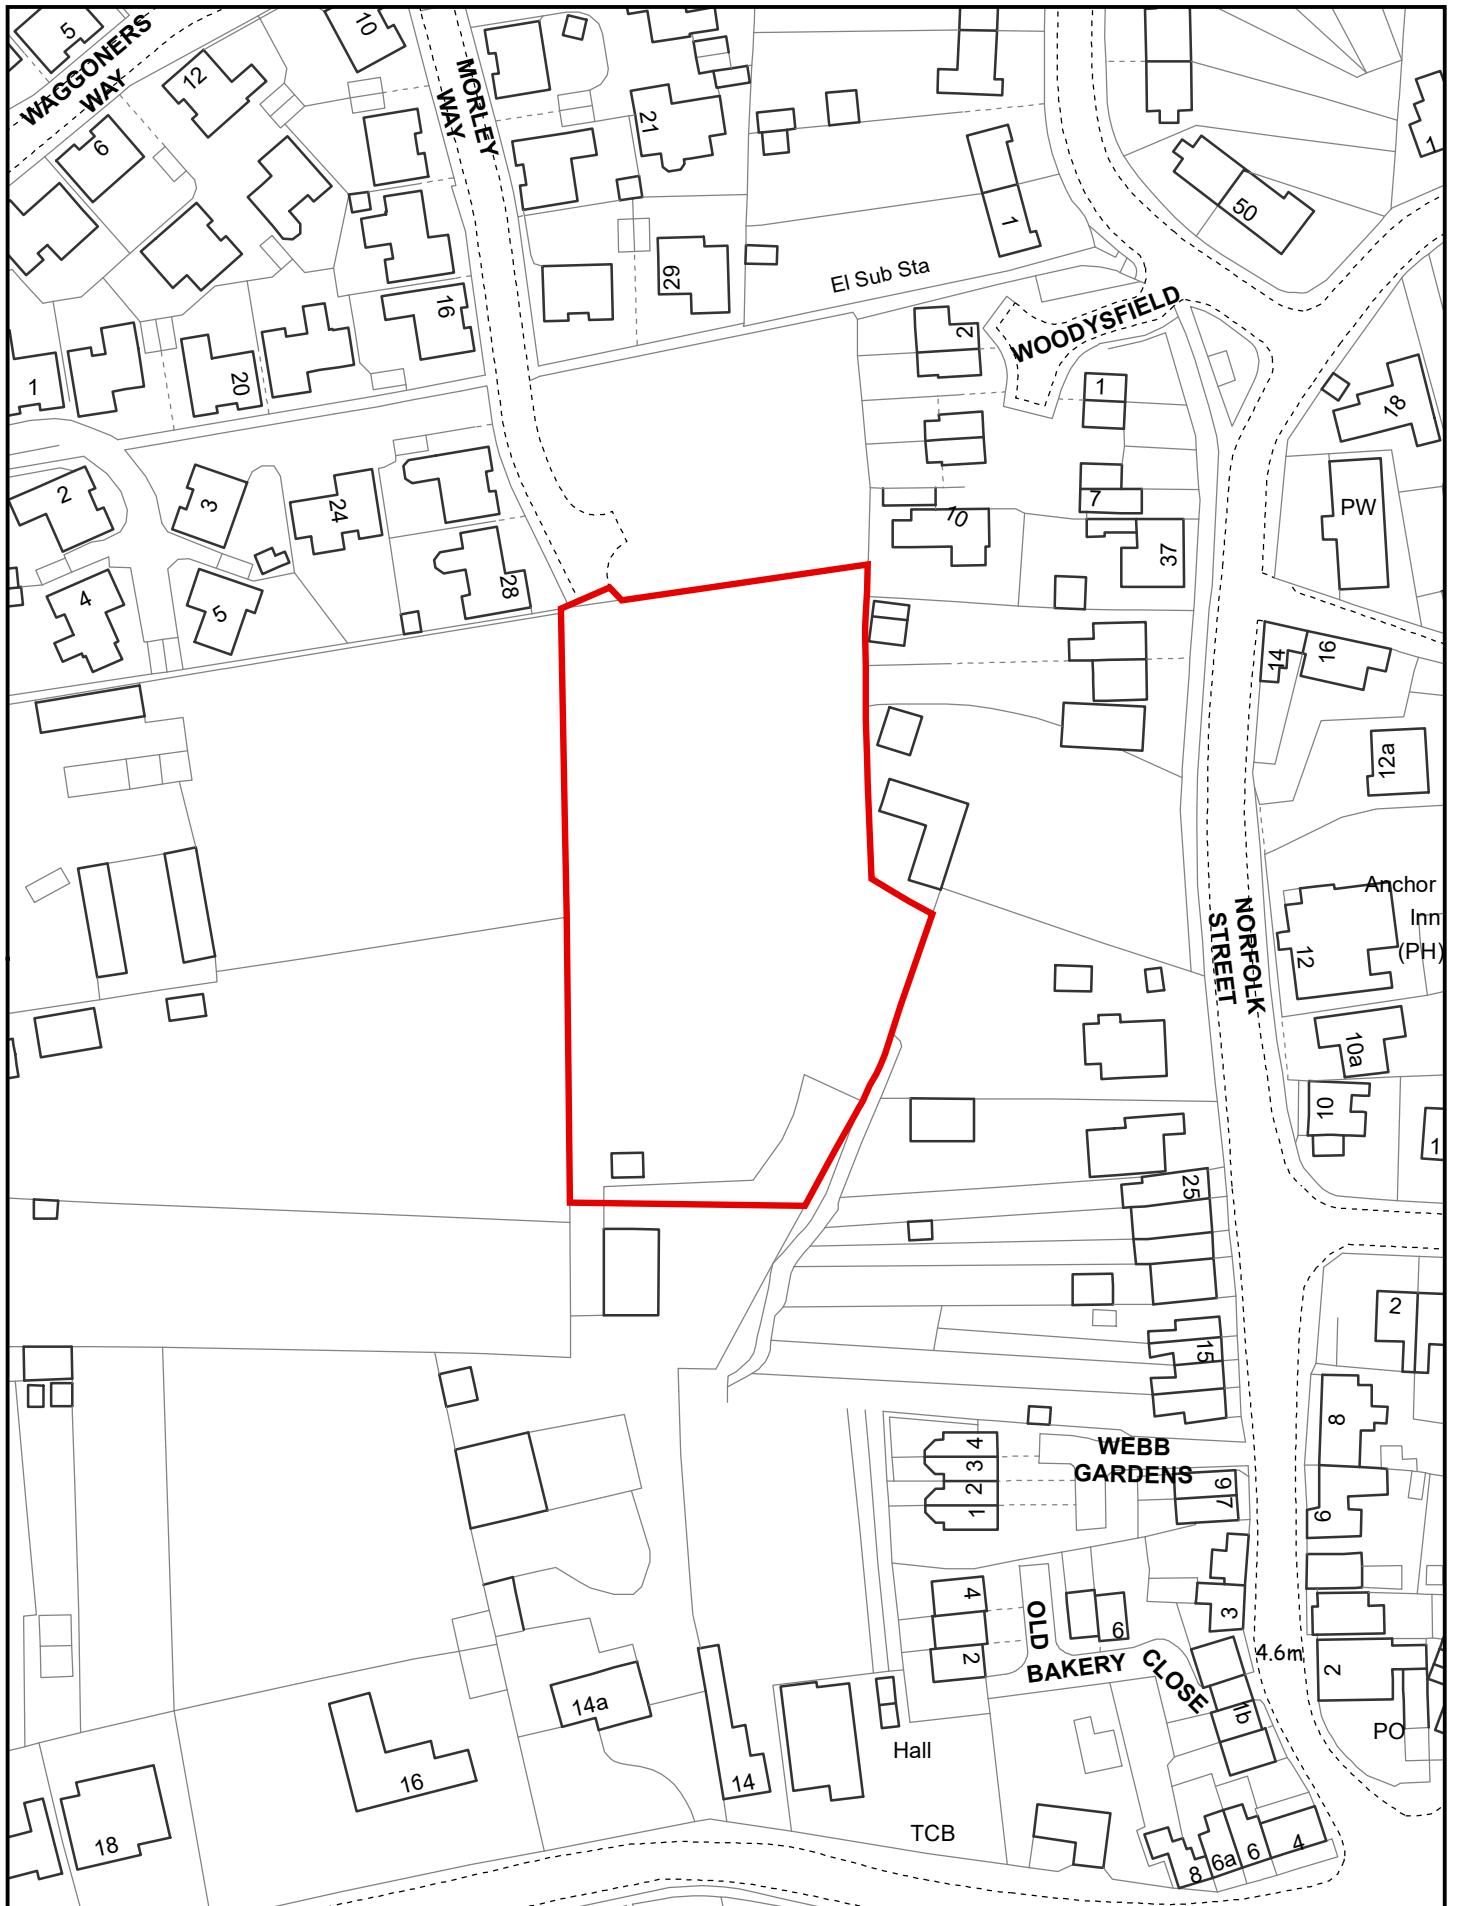 5
WAGGONERS
WAY
12
10
6
MORLEY
WAY
21
1
50
1
29
El Sub Sta
16
WOODYSFIELD
2
1
20
1
18
2
3
24
7
10
PW
37
28
4
5
14
16
12a
Anchor
Inn
(PH)
NORFOLK
STREET
12
10a
10
1
25
2
15
8
WEBB
GARDENS
4
3
2
1
9
7
6
4
OLD
6
3
2
BAKERY
CLOSE
4.6m
2
14a
1b
PO
Hall
16
14
18
TCB
8
6a
6
4